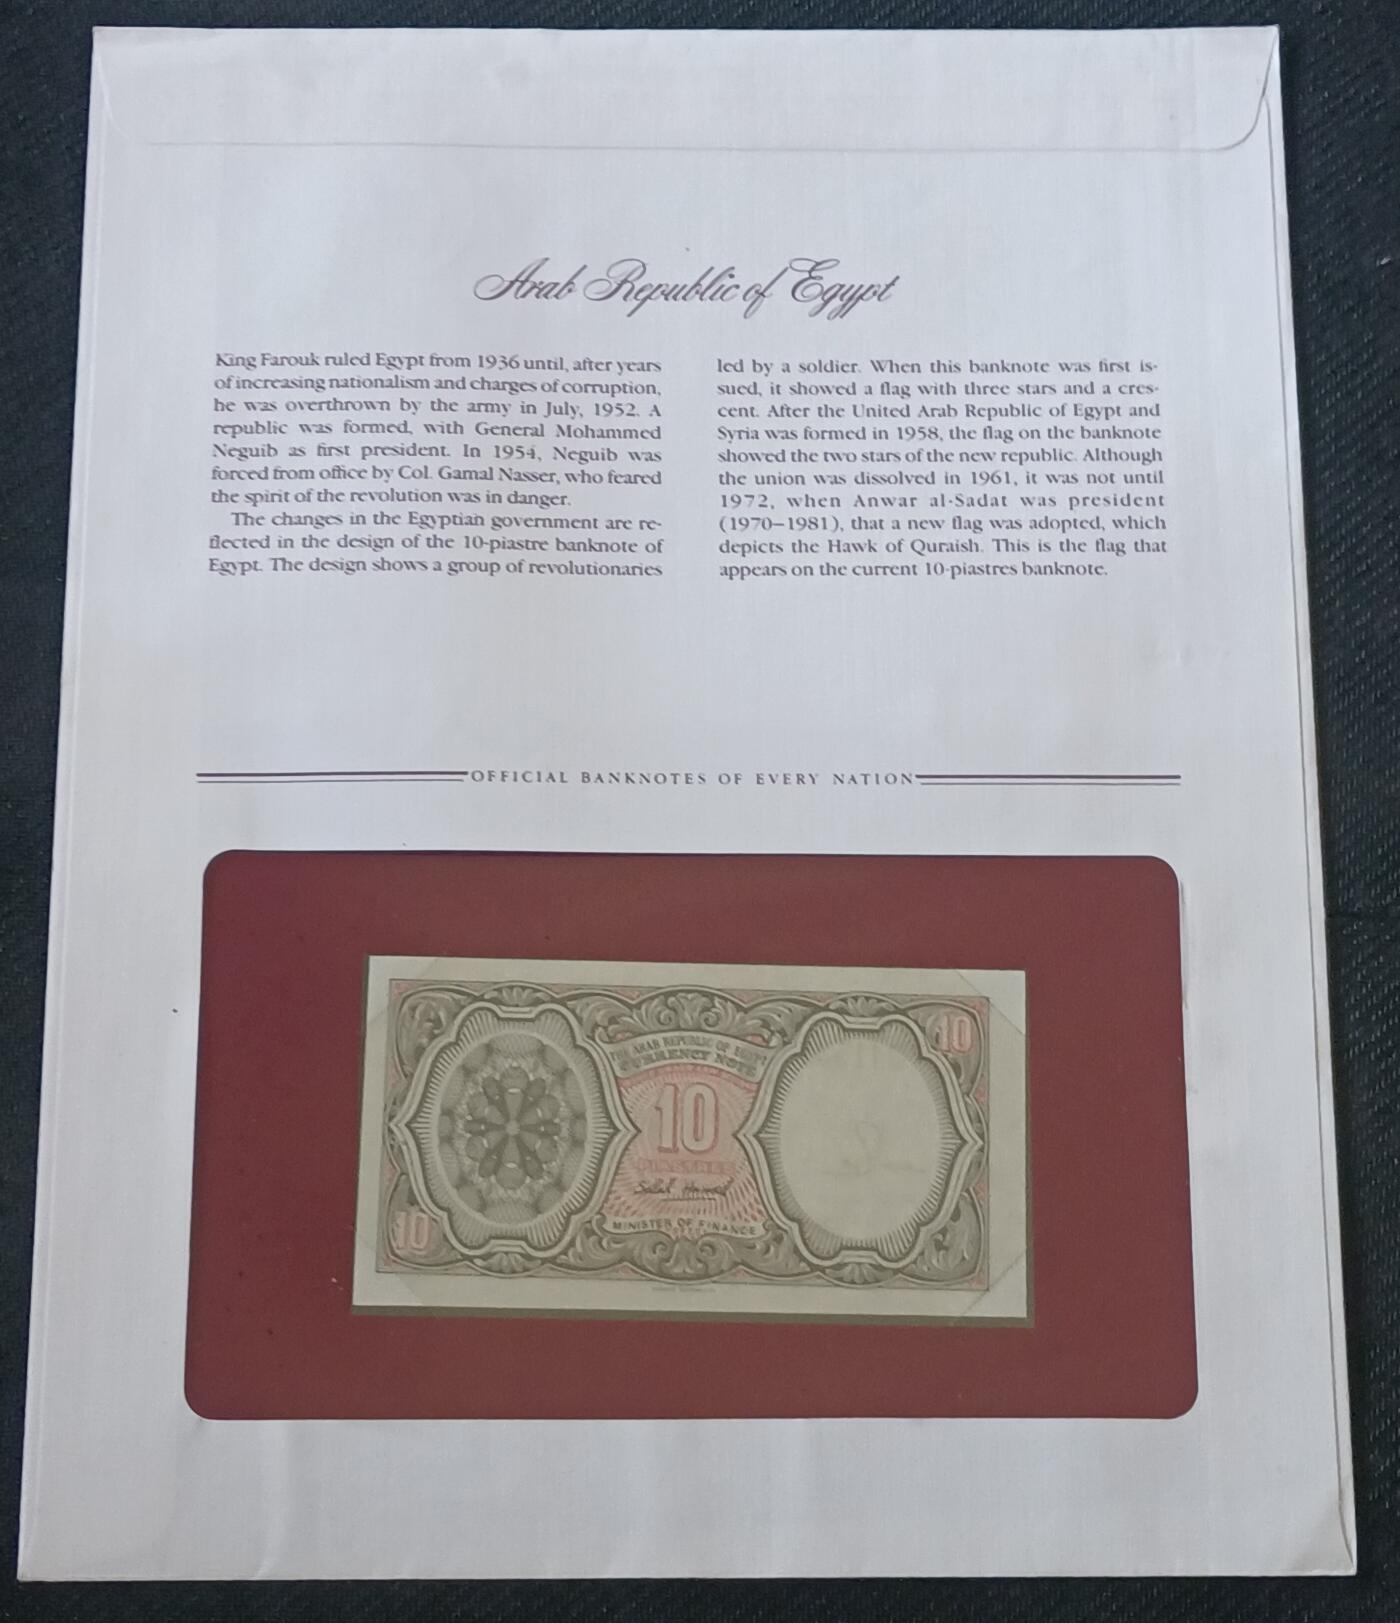 Arab Republic of Egypt
King Farouk ruled Egypt from 1936 until, after years
of increasing nationalism and charges of corruption,
he was overthrown by the army in July, 1952. A
republic was formed, with General Mohammed
Neguib as first president. In 1954, Neguib was
forced from office by Col. Gamal Nasser, who feared
the spirit of the revolution was in danger.
The changes in the Egyptian government are re-
flected in the design of the 10-piastre banknote of
Egypt. The design shows a group of revolutionaries
led by a soldier. When this banknote was first is-
sued, it showed a flag with three stars and a cres-
cent. After the United Arab Republic of Egypt and
Syria was formed in 1958, the flag on the banknote
showed the two stars of the new republic. Although
the union was dissolved in 1961, it was not until
1972, when Anwar al-Sadat was president
(1970–1981), that a new flag was adopted, which
depicts the Hawk of Quraish. This is the flag that
appears on the current 10-piastres banknote.
OFFICIAL BANKNOTES OF EVERY NATION
10
THE ARAB REPUBLIC OF EGYPT
CURRENCY NOTE
10
PIASTRES
MINISTER OF FINANCE
10